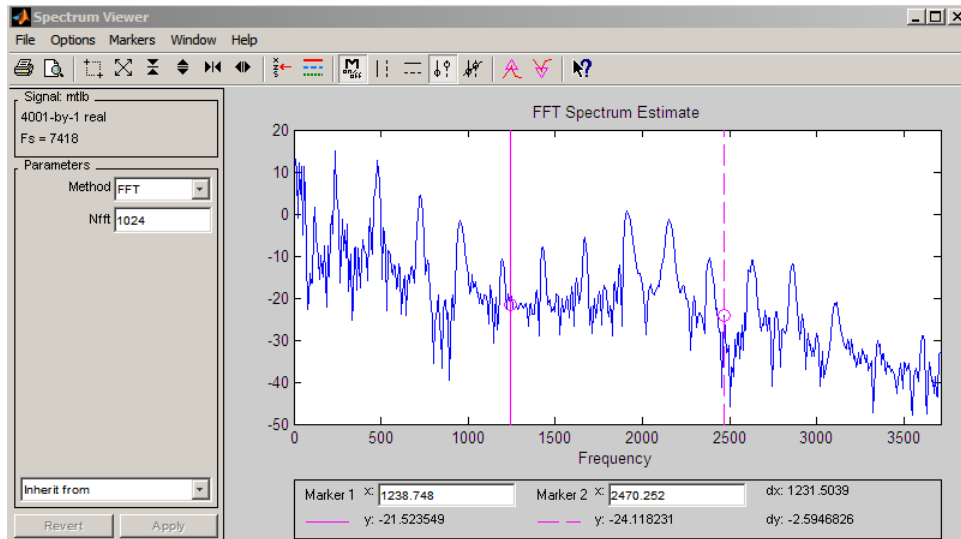 Spectrum Viewer
File Options Markers Window Help
M
on/off
Signal: mtlb
4001-by-1 real
Fs = 7418
Parameters
Method FFT
Nfft 1024
Inherit from
Revert Apply
FFT Spectrum Estimate
20
10
0
-10
-20
-30
-40
-50
0 500 1000 1500 2000 2500 3000 3500
Frequency
Marker 1 x: 1238.748 Marker 2 x: 2470.252 dx: 1231.5039
y: -21.523549 y: -24.118231 dy: -2.5946826